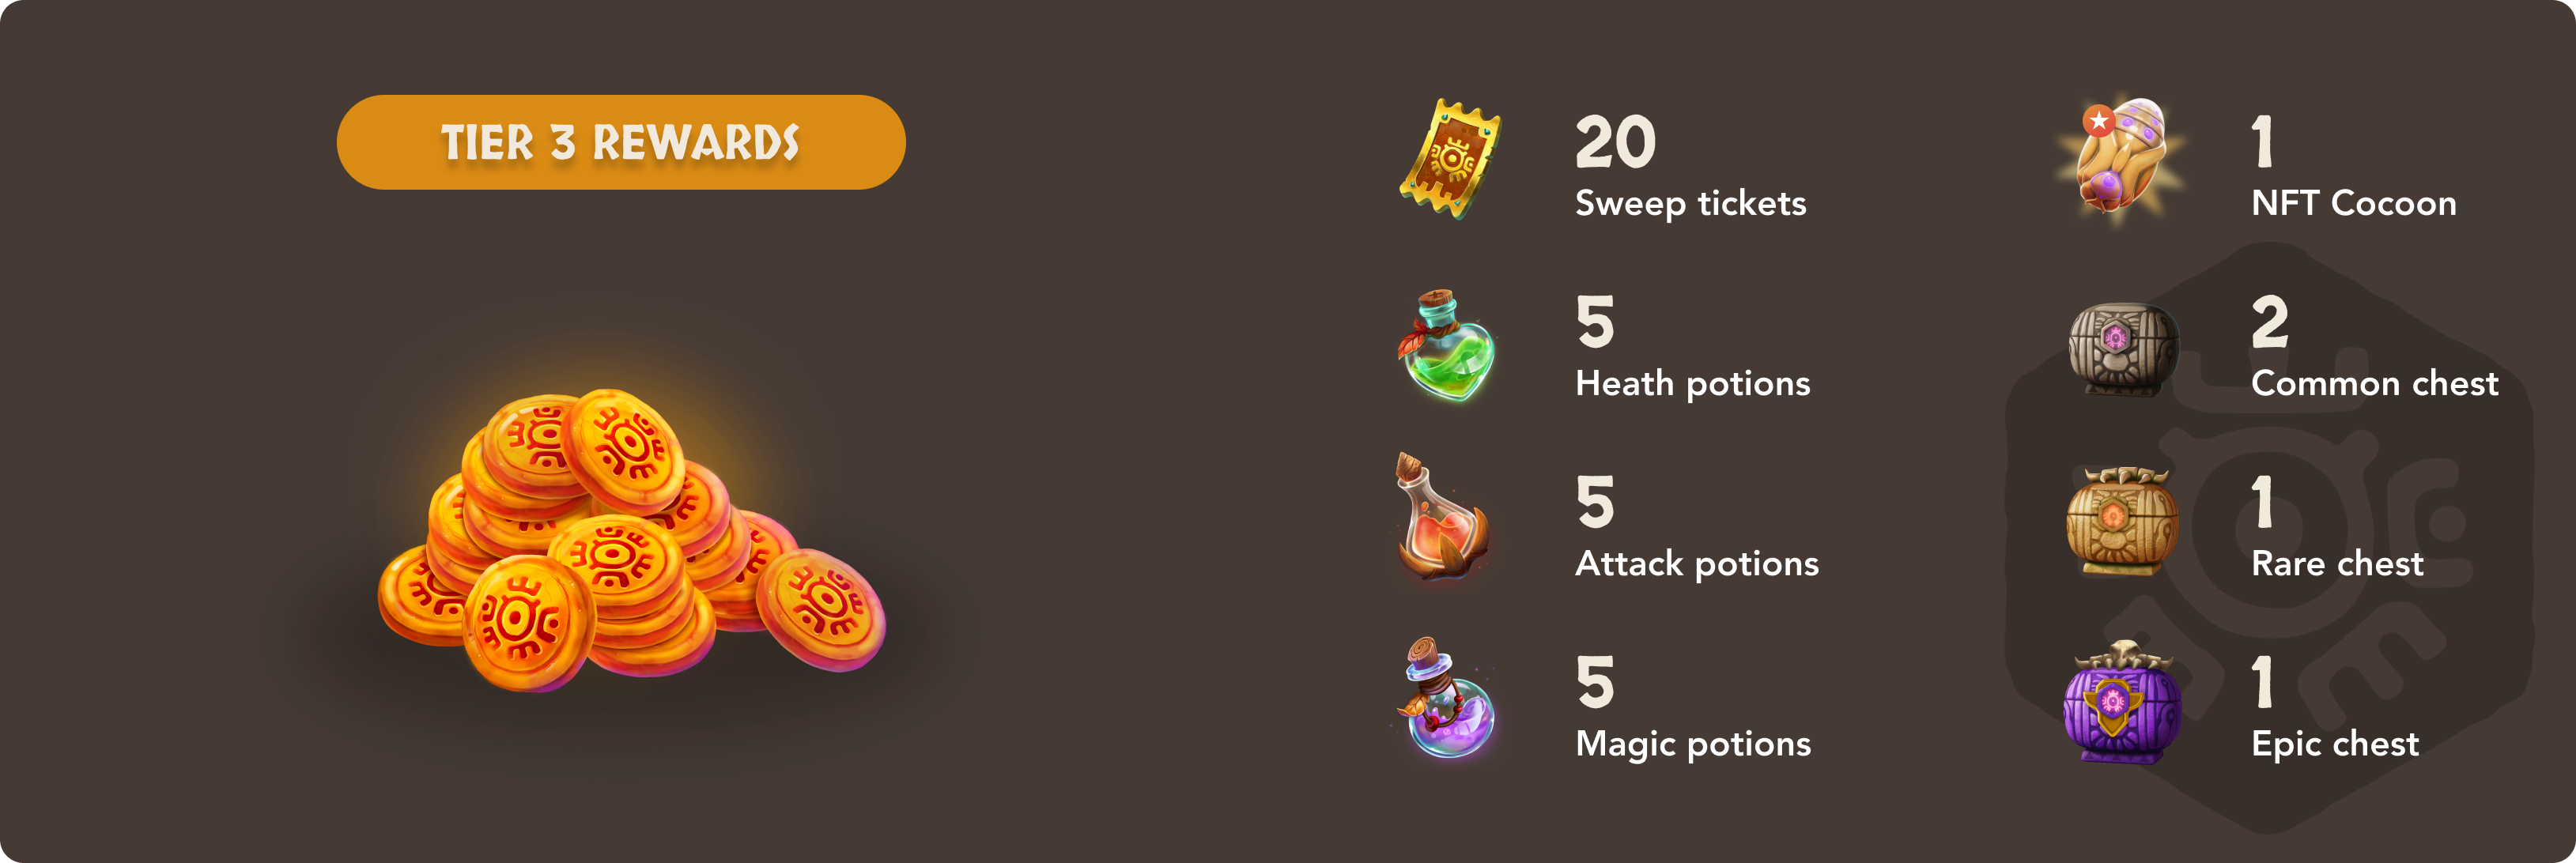 TIER 3 REWARDS
20
Sweep tickets
5
Heath potions
5
Attack potions
5
Magic potions
1
NFT Cocoon
2
Common chest
1
Rare chest
1
Epic chest